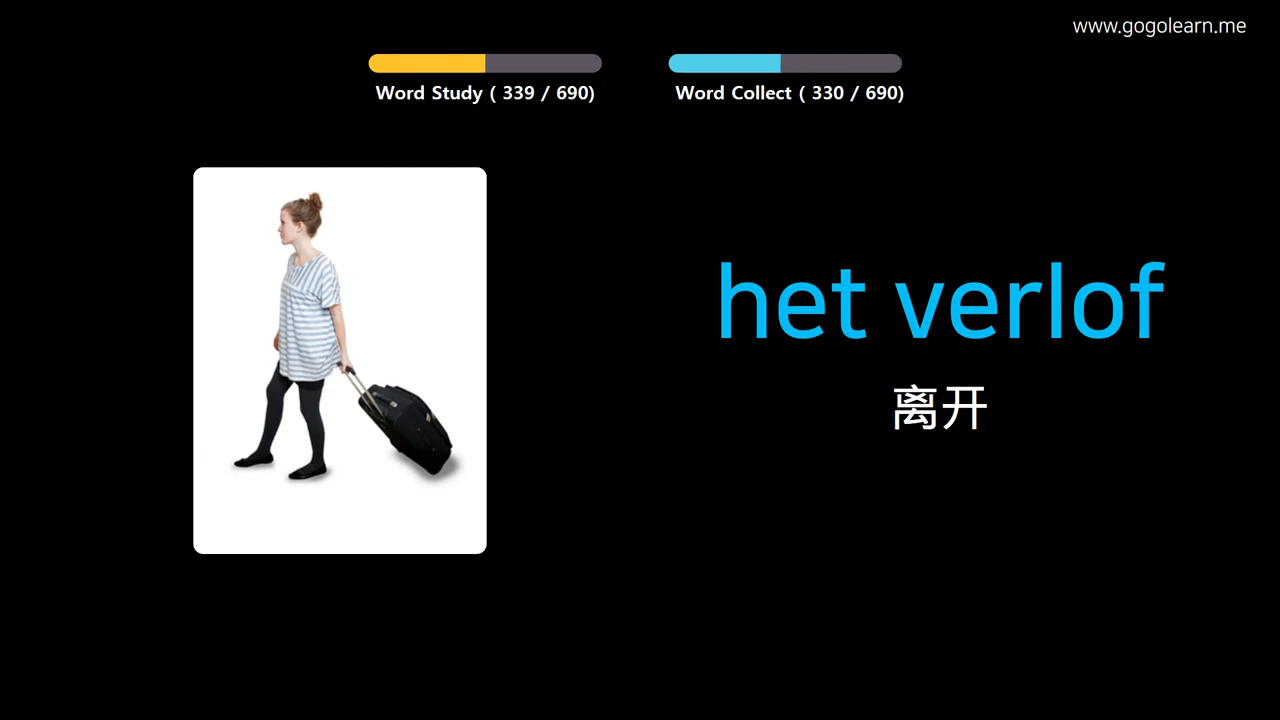 www.gogolearn.me
Word Study ( 339 / 690)
Word Collect ( 330 / 690)
het verlof
离开